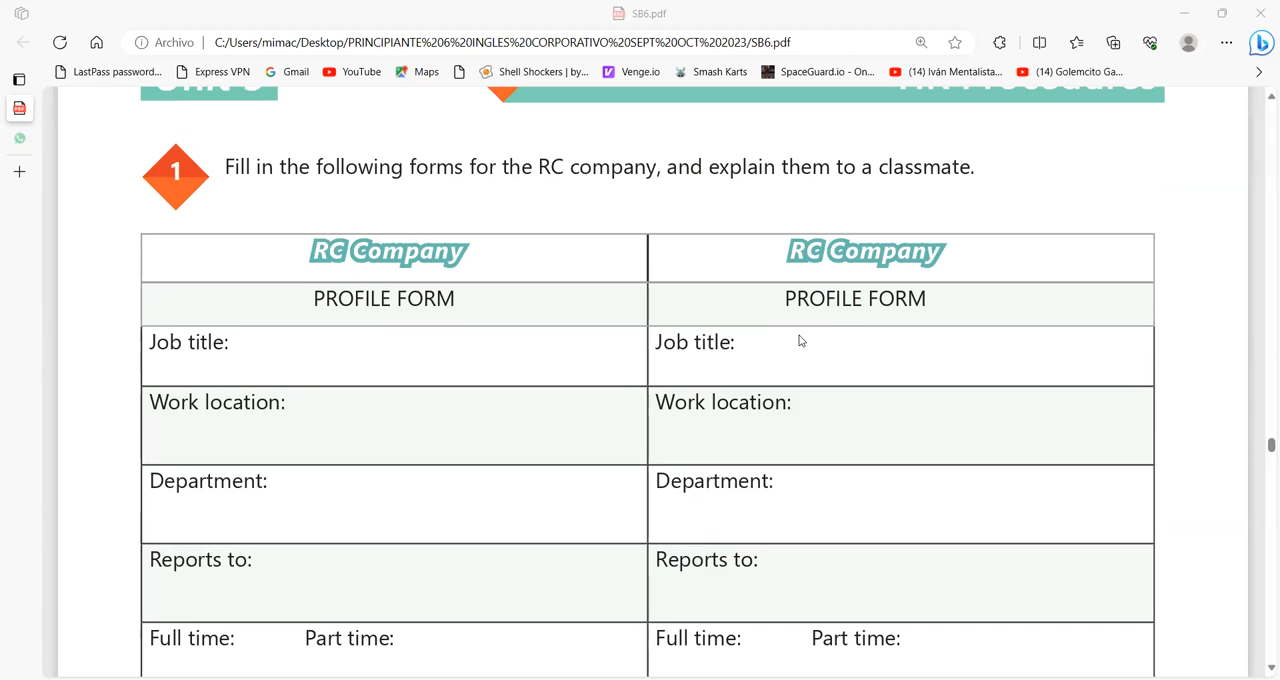 SB6.pdf
Archivo C:/Users/mimac/Desktop/PRINCIPIANTE%206%20INGLES%20CORPORATIVO%20SEPT%20OCT%202023/SB6.pdf
LastPass password... Express VPN Gmail YouTube Maps Shell Shockers | by... Venge.io Smash Karts SpaceGuard.io - On... (14) Iván Mentalista... (14) Golemcito Ga...
1 Fill in the following forms for the RC company, and explain them to a classmate.
RC Company RC Company
PROFILE FORM PROFILE FORM
Job title: Job title:
Work location: Work location:
Department: Department:
Reports to: Reports to:
Full time: Part time: Full time: Part time: